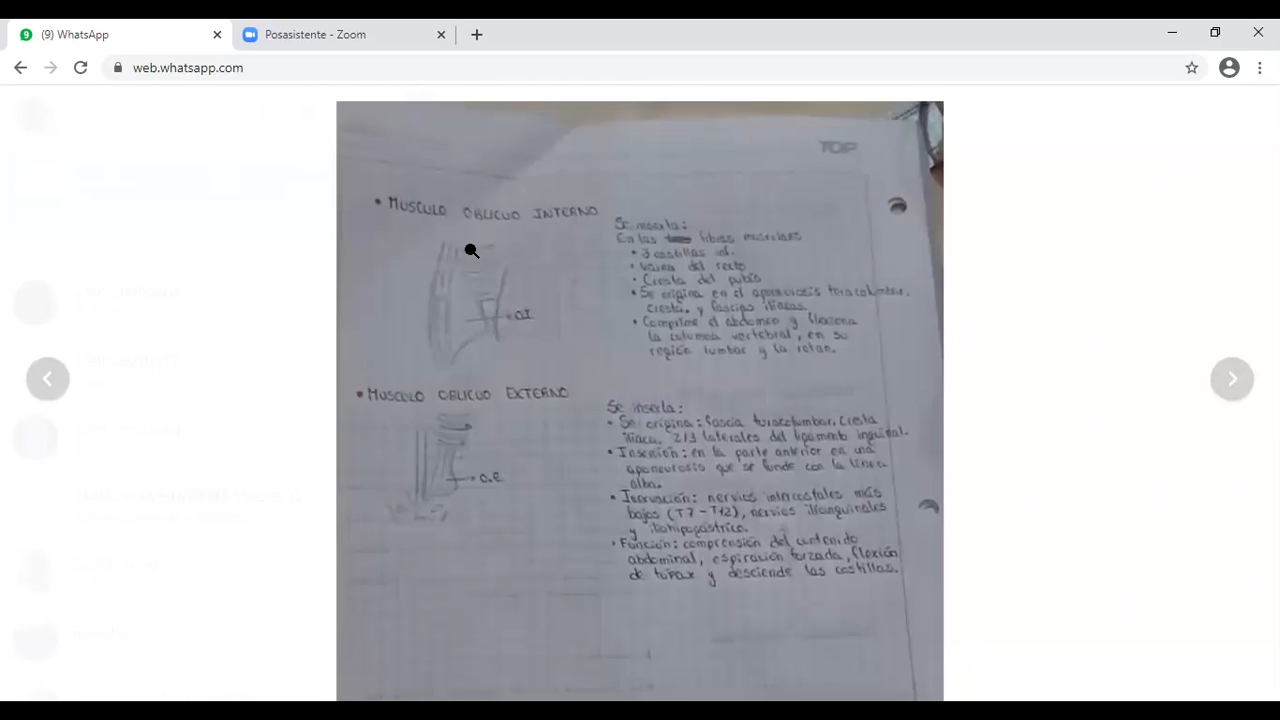 (9) WhatsApp
Posasistente - Zoom
web.whatsapp.com
TOP
• MUSCULO OBLICUO INTERNO
Se inserta:
En las fibras musculares
• 3 costillas inf.
• Vaina del recto
• Cresta del pubis
• Se origina en el aponeurosis toracolumbar,
cresta, y fascias iliacas.
• Comprime el abdomen y flexiona
la columna vertebral, en su
región lumbar y la rotan.
OI
• MUSCULO OBLICUO EXTERNO
Se inserta:
• Se origina: fascia toracolumbar, cresta
iliaca, 2/3 laterales del ligamento inguinal.
• Inserción: en la parte anterior en una
aponeurosis que se funde con la línea
alba.
• Inervación: nervios intercostales más
bajos (T7-T12), nervios ilioinguinales
y iliohipogástrico.
• Función: comprensión del contenido
abdominal, espiración forzada, flexión
de tórax y desciende las costillas.
O.E